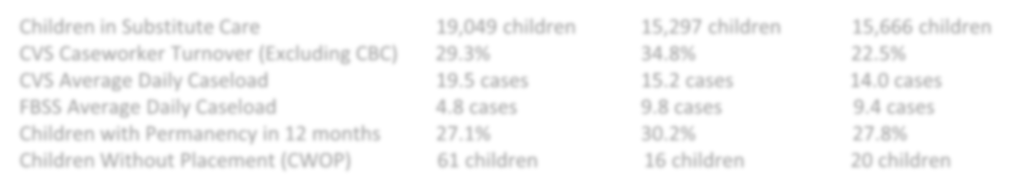 Children in Substitute Care 19,049 children 15,297 children 15,666 children
CVS Caseworker Turnover (Excluding CBC) 29.3% 34.8% 22.5%
CVS Average Daily Caseload 19.5 cases 15.2 cases 14.0 cases
FBSS Average Daily Caseload 4.8 cases 9.8 cases 9.4 cases
Children with Permanency in 12 months 27.1% 30.2% 27.8%
Children Without Placement (CWOP) 61 children 16 children 20 children